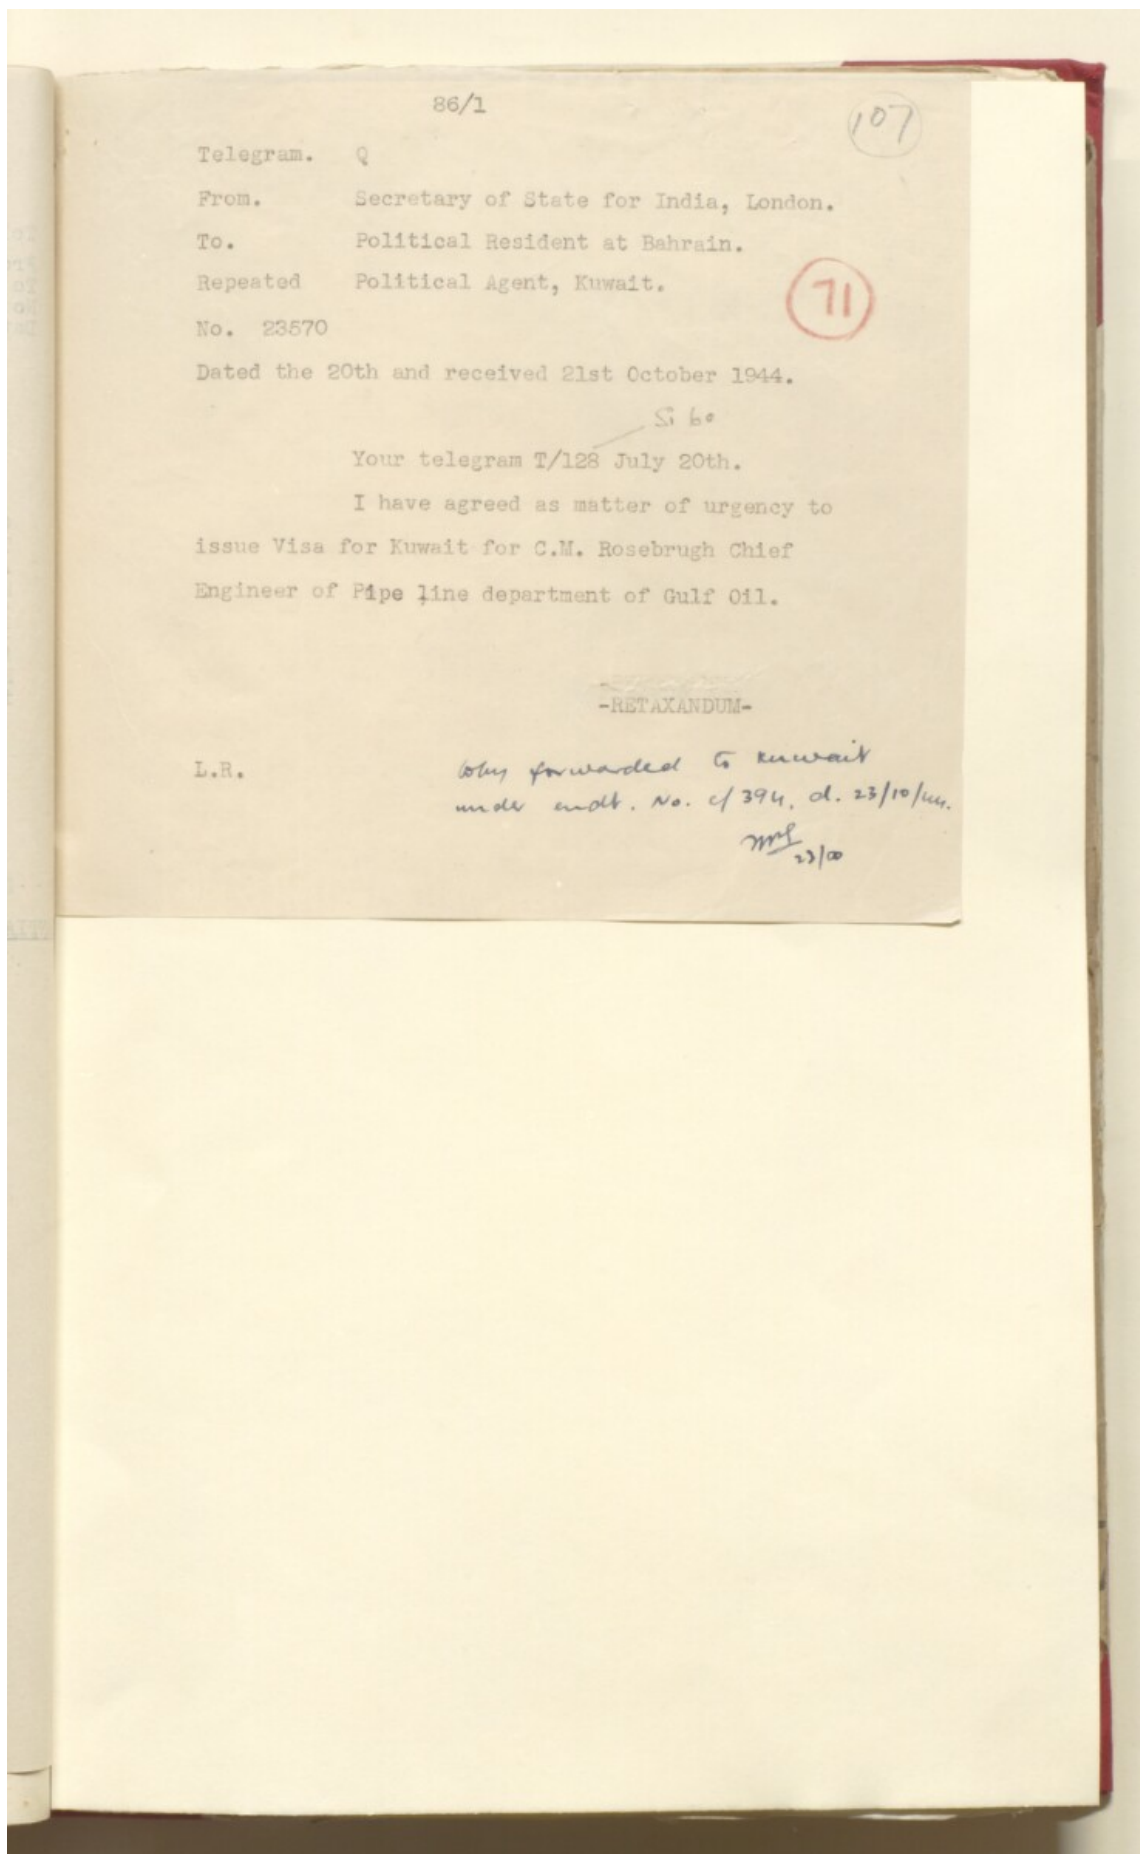 86/1
107
Telegram. Q
From. Secretary of State for India, London.
To. Political Resident at Bahrain.
Repeated Political Agent, Kuwait.
71
No. 23570
Dated the 20th and received 21st October 1944.
60
Your telegram T/128 July 20th.
I have agreed as matter of urgency to
issue Visa for Kuwait for C.M. Rosebrugh Chief
Engineer of Pipe line department of Gulf Oil.
-RETAXANDUM-
L.R.
forwarded to Kuwait
under endt. No. c/394, d. 23/10/44.